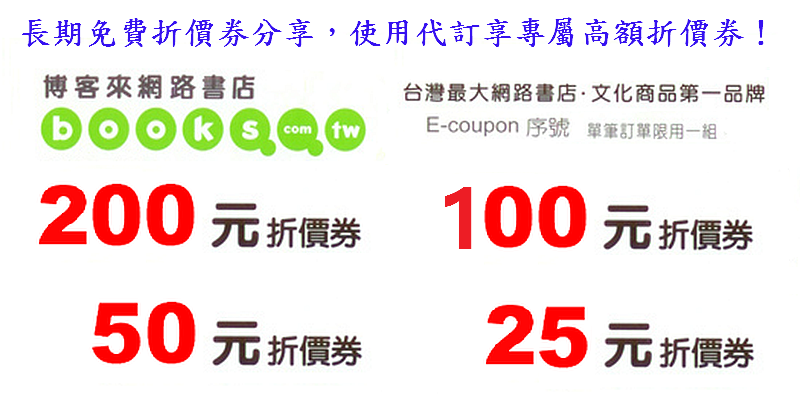 長期免費折價券分享，使用代訂享專屬高額折價券！
博客來網路書店
books.com.tw
台灣最大網路書店·文化商品第一品牌
E-coupon 序號 單筆訂單限用一組
200 元折價券
100 元折價券
50 元折價券
25 元折價券